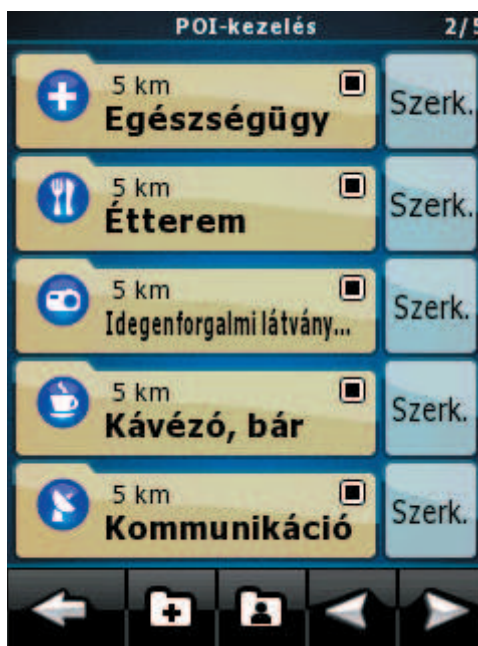 POI-kezelés 2/5
5 km
Egészségügy
Szerk.
5 km
Étterem
Szerk.
5 km
Idegenforgalmi látvány...
Szerk.
5 km
Kávézó, bár
Szerk.
5 km
Kommunikáció
Szerk.